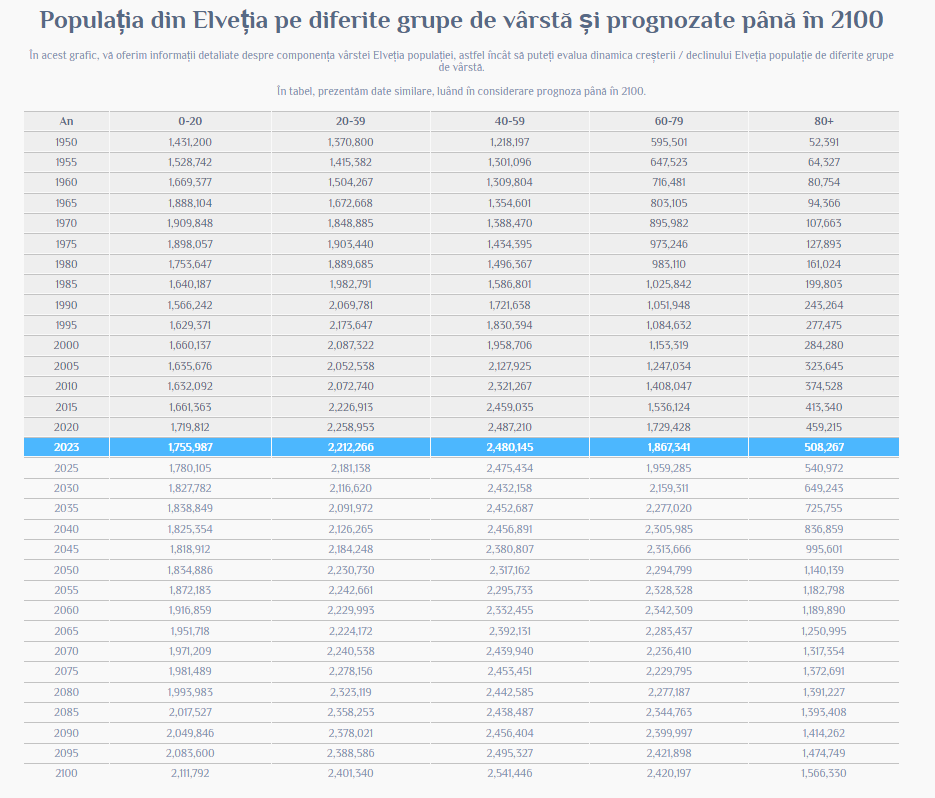 Populația din Elveția pe diferite grupe de vârstă și prognozate până în 2100
În acest grafic, vă oferim informații detaliate despre componența vârstei Elveția populației, astfel încât să puteți evalua dinamica creșterii / declinului Elveția populație de diferite grupe
de vârstă.
În tabel, prezentăm date similare, luând în considerare prognoza până în 2100.
An 0-20 20-39 40-59 60-79 80+
1950 1,431,200 1,370,800 1,218,197 595,501 52,391
1955 1,528,742 1,415,382 1,301,096 647,523 64,327
1960 1,669,377 1,504,267 1,309,804 716,481 80,754
1965 1,888,104 1,672,668 1,354,601 803,105 94,366
1970 1,909,848 1,848,885 1,388,470 895,982 107,663
1975 1,898,057 1,903,440 1,434,395 973,246 127,893
1980 1,753,647 1,889,685 1,496,367 983,110 161,024
1985 1,640,187 1,982,791 1,586,801 1,025,842 199,803
1990 1,566,242 2,069,781 1,721,638 1,051,948 243,264
1995 1,629,371 2,173,647 1,830,394 1,084,632 277,475
2000 1,660,137 2,087,322 1,958,706 1,153,319 284,280
2005 1,635,676 2,052,538 2,127,925 1,247,034 323,645
2010 1,632,092 2,072,740 2,321,267 1,408,047 374,528
2015 1,661,363 2,226,913 2,459,035 1,536,124 413,340
2020 1,719,812 2,258,953 2,487,210 1,729,428 459,215
2023 1,755,987 2,212,266 2,480,145 1,867,341 508,267
2025 1,780,105 2,181,138 2,475,434 1,959,285 540,972
2030 1,827,782 2,116,620 2,432,158 2,159,311 649,243
2035 1,838,849 2,091,972 2,452,687 2,277,020 725,755
2040 1,825,354 2,126,265 2,456,891 2,305,985 836,859
2045 1,818,912 2,184,248 2,380,807 2,313,666 995,601
2050 1,834,886 2,230,730 2,317,162 2,294,799 1,140,139
2055 1,872,183 2,242,661 2,295,733 2,328,328 1,182,798
2060 1,916,859 2,229,993 2,332,455 2,342,309 1,189,890
2065 1,951,718 2,224,172 2,392,131 2,283,437 1,250,995
2070 1,971,209 2,240,538 2,439,940 2,236,410 1,317,354
2075 1,981,489 2,278,156 2,453,451 2,229,795 1,372,691
2080 1,993,983 2,323,119 2,442,585 2,277,187 1,391,227
2085 2,017,527 2,358,253 2,438,487 2,344,763 1,393,408
2090 2,049,846 2,378,021 2,456,404 2,399,997 1,414,262
2095 2,083,600 2,388,586 2,495,327 2,421,898 1,474,749
2100 2,111,792 2,401,340 2,541,446 2,420,197 1,566,330